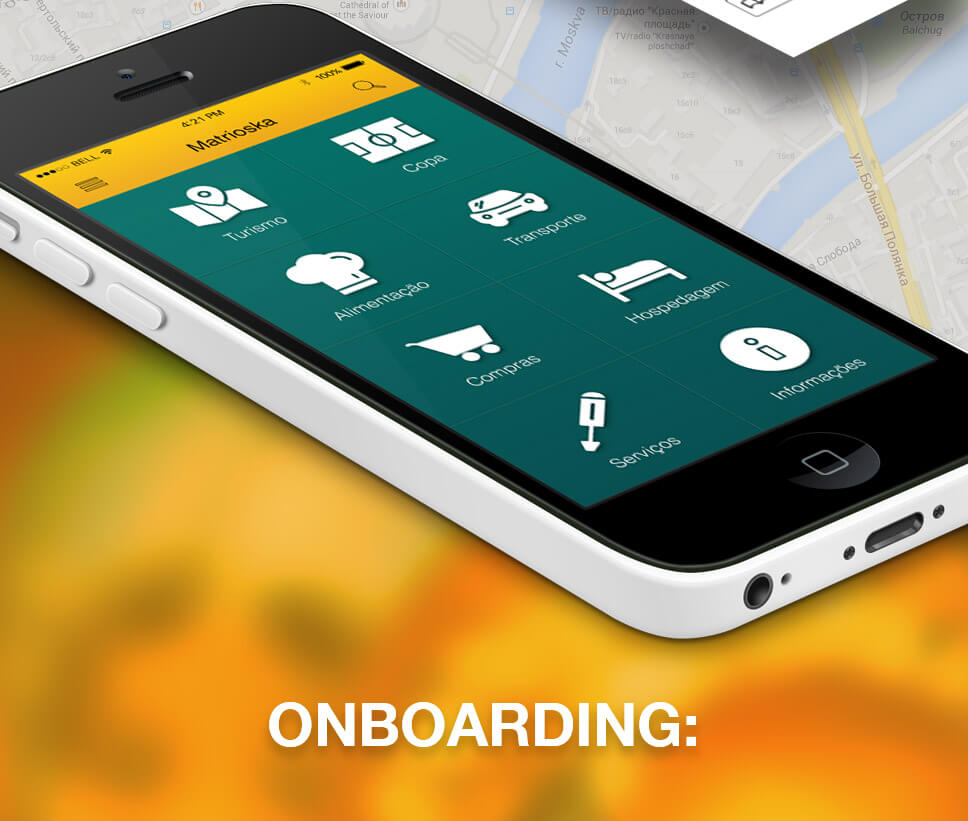 Cathedral of
the Saviour
р. Moskva
ТВ/радио "Красная
площадь"
TV/radio "Krasnaya
ploshchad"
Остров
Balchug
ул. Большая Полянка
Слобода
●●●○○ BELL
4:21 PM
100%
Matrioska
Turismo
Copa
Alimentação
Transporte
Compras
Hospedagem
Serviços
Informações
ONBOARDING: